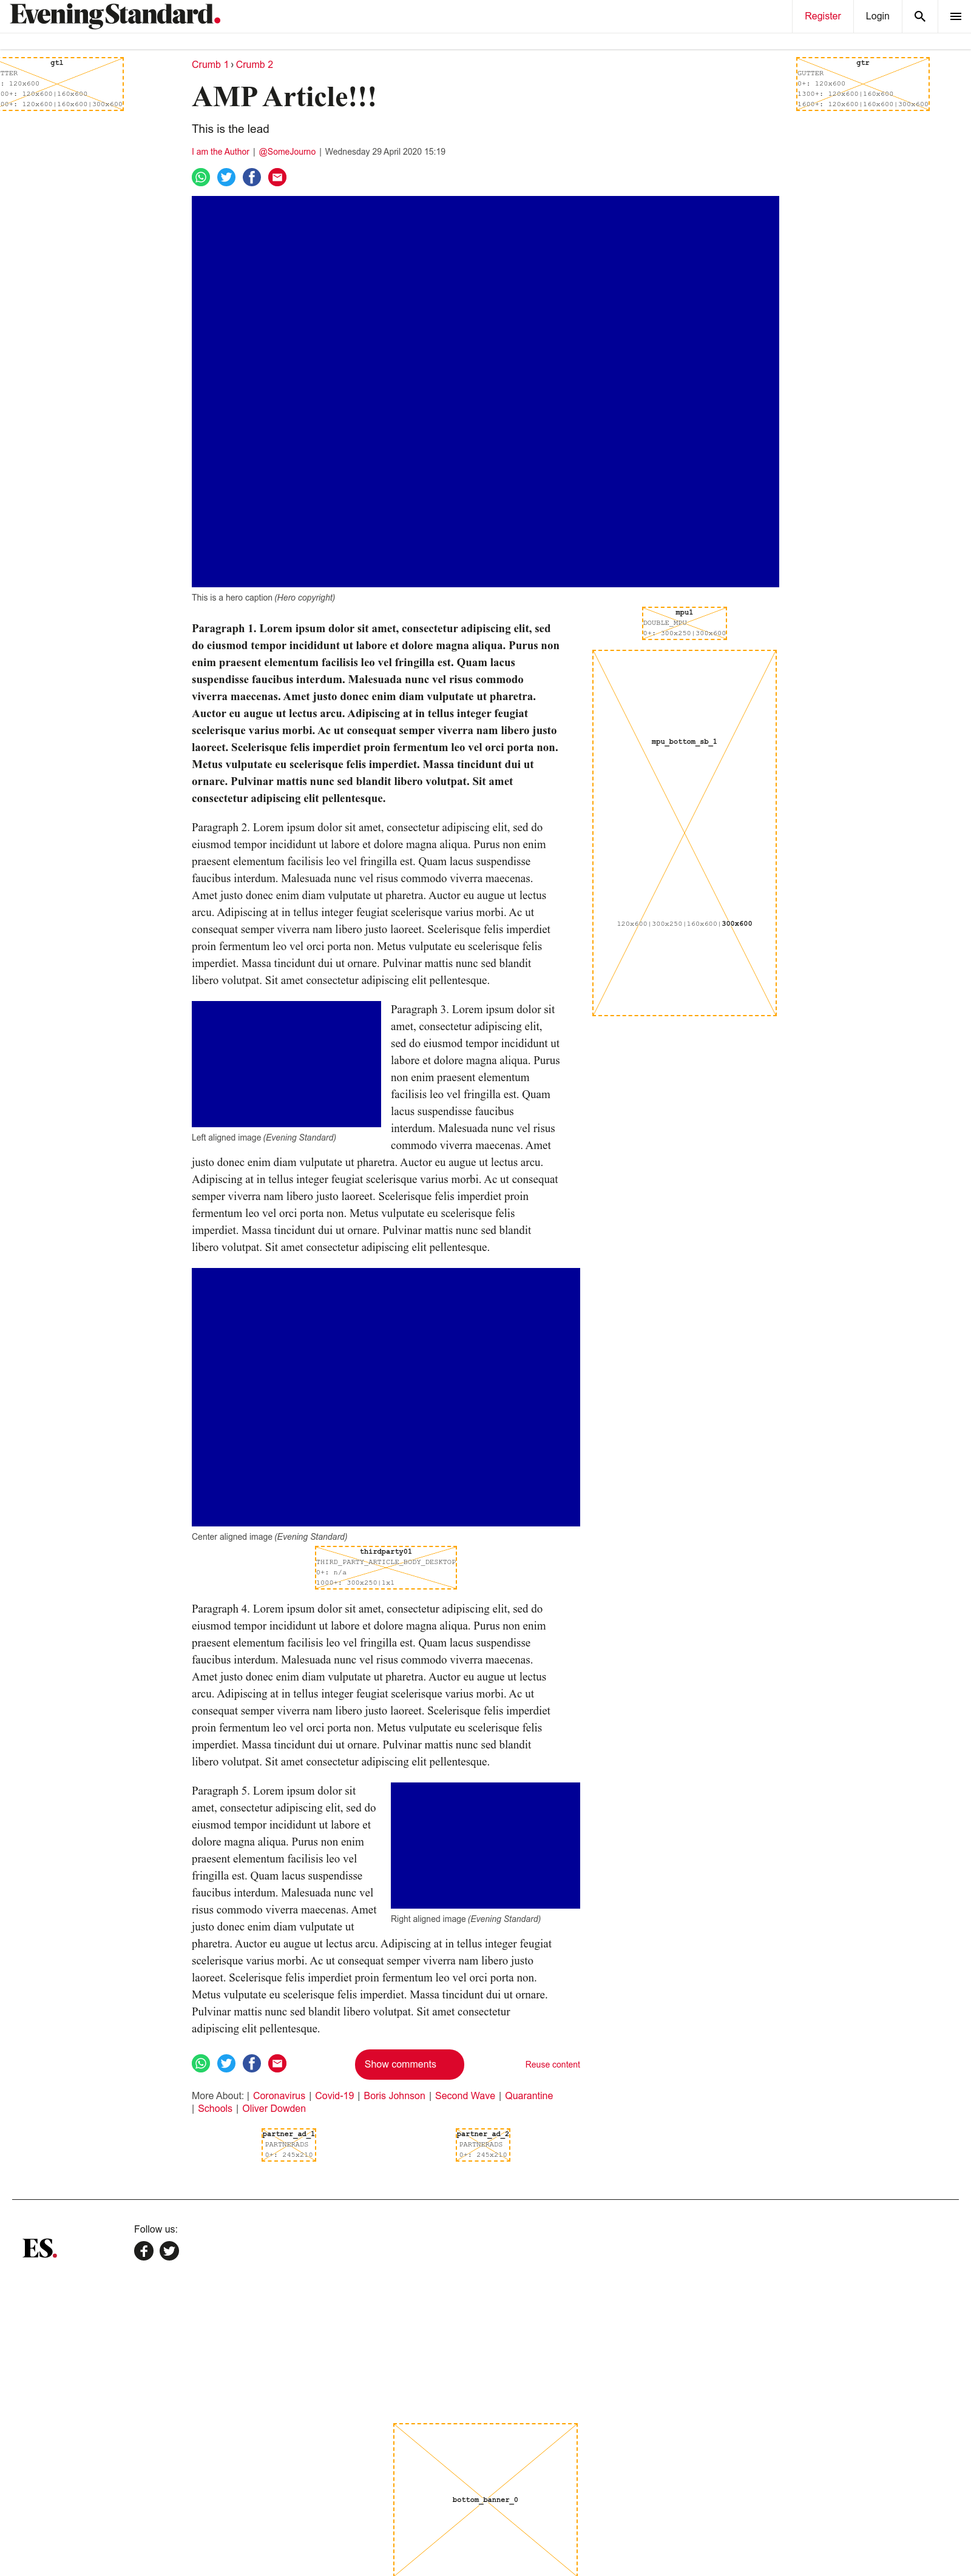 EveningStandard.
Register
Login
gtl
TTER
: 120x600
00+: 120x600|160x600
00+: 120x600|160x600|300x600
gtr
GUTTER
0+: 120x600
1300+: 120x600|160x600
1600+: 120x600|160x600|300x600
Crumb 1 › Crumb 2
AMP Article!!!
This is the lead
I am the Author | @SomeJourno | Wednesday 29 April 2020 15:19
This is a hero caption (Hero copyright)
Paragraph 1. Lorem ipsum dolor sit amet, consectetur adipiscing elit, sed
do eiusmod tempor incididunt ut labore et dolore magna aliqua. Purus non
enim praesent elementum facilisis leo vel fringilla est. Quam lacus
suspendisse faucibus interdum. Malesuada nunc vel risus commodo
viverra maecenas. Amet justo donec enim diam vulputate ut pharetra.
Auctor eu augue ut lectus arcu. Adipiscing at in tellus integer feugiat
scelerisque varius morbi. Ac ut consequat semper viverra nam libero justo
laoreet. Scelerisque felis imperdiet proin fermentum leo vel orci porta non.
Metus vulputate eu scelerisque felis imperdiet. Massa tincidunt dui ut
ornare. Pulvinar mattis nunc sed blandit libero volutpat. Sit amet
consectetur adipiscing elit pellentesque.
mpu1
DOUBLE_MPU
0+: 300x250|300x600
mpu_bottom_sb_1
120x600|300x250|160x600|300x600
Paragraph 2. Lorem ipsum dolor sit amet, consectetur adipiscing elit, sed do
eiusmod tempor incididunt ut labore et dolore magna aliqua. Purus non enim
praesent elementum facilisis leo vel fringilla est. Quam lacus suspendisse
faucibus interdum. Malesuada nunc vel risus commodo viverra maecenas.
Amet justo donec enim diam vulputate ut pharetra. Auctor eu augue ut lectus
arcu. Adipiscing at in tellus integer feugiat scelerisque varius morbi. Ac ut
consequat semper viverra nam libero justo laoreet. Scelerisque felis imperdiet
proin fermentum leo vel orci porta non. Metus vulputate eu scelerisque felis
imperdiet. Massa tincidunt dui ut ornare. Pulvinar mattis nunc sed blandit
libero volutpat. Sit amet consectetur adipiscing elit pellentesque.
Left aligned image (Evening Standard)
Paragraph 3. Lorem ipsum dolor sit
amet, consectetur adipiscing elit,
sed do eiusmod tempor incididunt ut
labore et dolore magna aliqua. Purus
non enim praesent elementum
facilisis leo vel fringilla est. Quam
lacus suspendisse faucibus
interdum. Malesuada nunc vel risus
commodo viverra maecenas. Amet
justo donec enim diam vulputate ut pharetra. Auctor eu augue ut lectus arcu.
Adipiscing at in tellus integer feugiat scelerisque varius morbi. Ac ut consequat
semper viverra nam libero justo laoreet. Scelerisque felis imperdiet proin
fermentum leo vel orci porta non. Metus vulputate eu scelerisque felis
imperdiet. Massa tincidunt dui ut ornare. Pulvinar mattis nunc sed blandit
libero volutpat. Sit amet consectetur adipiscing elit pellentesque.
Center aligned image (Evening Standard)
thirdparty01
THIRD_PARTY_ARTICLE_BODY_DESKTOP
0+: n/a
1000+: 300x250|1x1
Paragraph 4. Lorem ipsum dolor sit amet, consectetur adipiscing elit, sed do
eiusmod tempor incididunt ut labore et dolore magna aliqua. Purus non enim
praesent elementum facilisis leo vel fringilla est. Quam lacus suspendisse
faucibus interdum. Malesuada nunc vel risus commodo viverra maecenas.
Amet justo donec enim diam vulputate ut pharetra. Auctor eu augue ut lectus
arcu. Adipiscing at in tellus integer feugiat scelerisque varius morbi. Ac ut
consequat semper viverra nam libero justo laoreet. Scelerisque felis imperdiet
proin fermentum leo vel orci porta non. Metus vulputate eu scelerisque felis
imperdiet. Massa tincidunt dui ut ornare. Pulvinar mattis nunc sed blandit
libero volutpat. Sit amet consectetur adipiscing elit pellentesque.
Paragraph 5. Lorem ipsum dolor sit
amet, consectetur adipiscing elit, sed do
eiusmod tempor incididunt ut labore et
dolore magna aliqua. Purus non enim
praesent elementum facilisis leo vel
fringilla est. Quam lacus suspendisse
faucibus interdum. Malesuada nunc vel
risus commodo viverra maecenas. Amet
justo donec enim diam vulputate ut
Right aligned image (Evening Standard)
pharetra. Auctor eu augue ut lectus arcu. Adipiscing at in tellus integer feugiat
scelerisque varius morbi. Ac ut consequat semper viverra nam libero justo
laoreet. Scelerisque felis imperdiet proin fermentum leo vel orci porta non.
Metus vulputate eu scelerisque felis imperdiet. Massa tincidunt dui ut ornare.
Pulvinar mattis nunc sed blandit libero volutpat. Sit amet consectetur
adipiscing elit pellentesque.
Show comments
Reuse content
More About: | Coronavirus | Covid-19 | Boris Johnson | Second Wave | Quarantine
| Schools | Oliver Dowden
partner_ad_1
PARTNERADS
0+: 245x210
partner_ad_2
PARTNERADS
0+: 245x210
ES.
Follow us:
bottom_banner_0